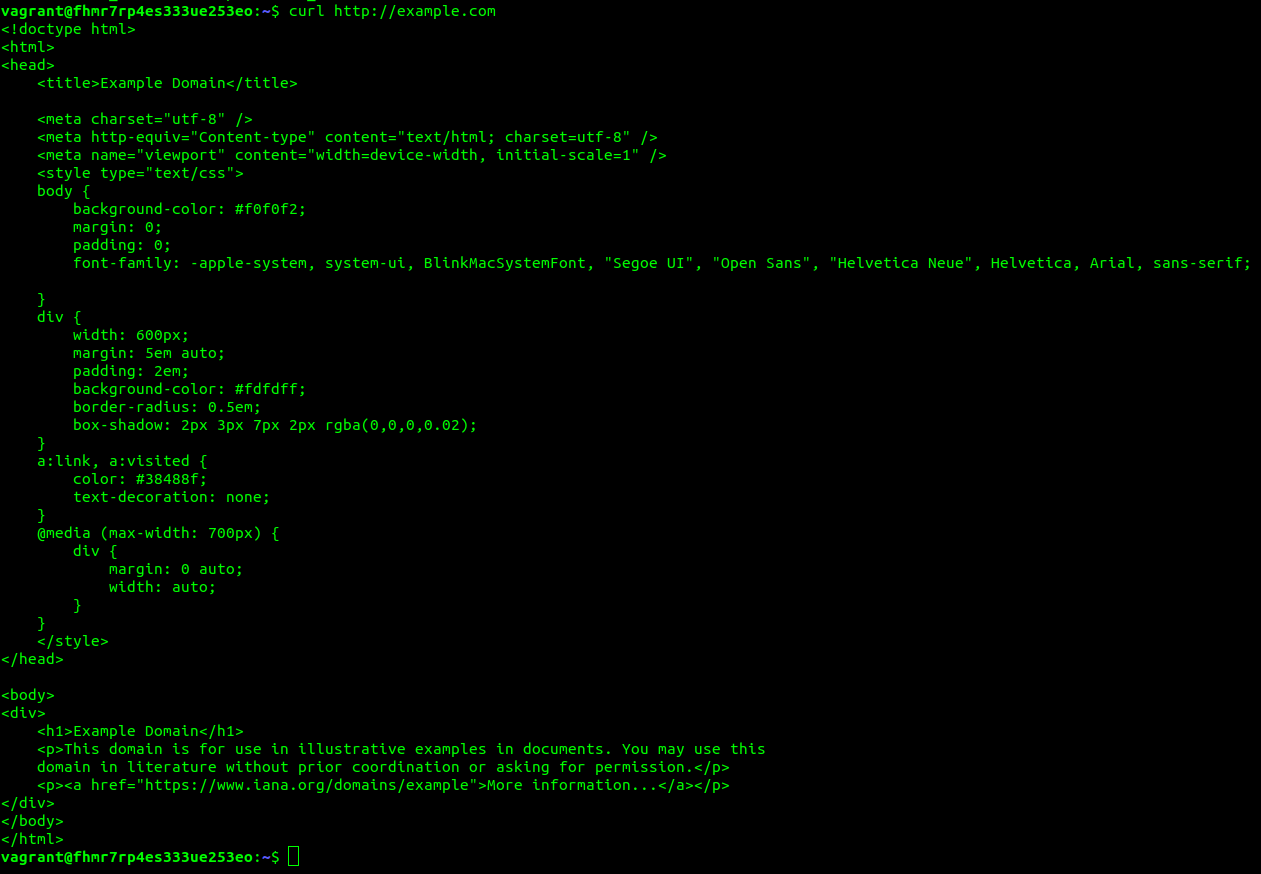 vagrant@fhmr7rp4es333ue253eo:~$ curl http://example.com
<!doctype html>
<html>
<head>
    <title>Example Domain</title>

    <meta charset="utf-8" />
    <meta http-equiv="Content-type" content="text/html; charset=utf-8" />
    <meta name="viewport" content="width=device-width, initial-scale=1" />
    <style type="text/css">
    body {
        background-color: #f0f0f2;
        margin: 0;
        padding: 0;
        font-family: -apple-system, system-ui, BlinkMacSystemFont, "Segoe UI", "Open Sans", "Helvetica Neue", Helvetica, Arial, sans-serif;

    }
    div {
        width: 600px;
        margin: 5em auto;
        padding: 2em;
        background-color: #fdfdff;
        border-radius: 0.5em;
        box-shadow: 2px 3px 7px 2px rgba(0,0,0,0.02);
    }
    a:link, a:visited {
        color: #38488f;
        text-decoration: none;
    }
    @media (max-width: 700px) {
        div {
            margin: 0 auto;
            width: auto;
        }
    }
    </style>
</head>

<body>
<div>
    <h1>Example Domain</h1>
    <p>This domain is for use in illustrative examples in documents. You may use this
    domain in literature without prior coordination or asking for permission.</p>
    <p><a href="https://www.iana.org/domains/example">More information...</a></p>
</div>
</body>
</html>
vagrant@fhmr7rp4es333ue253eo:~$